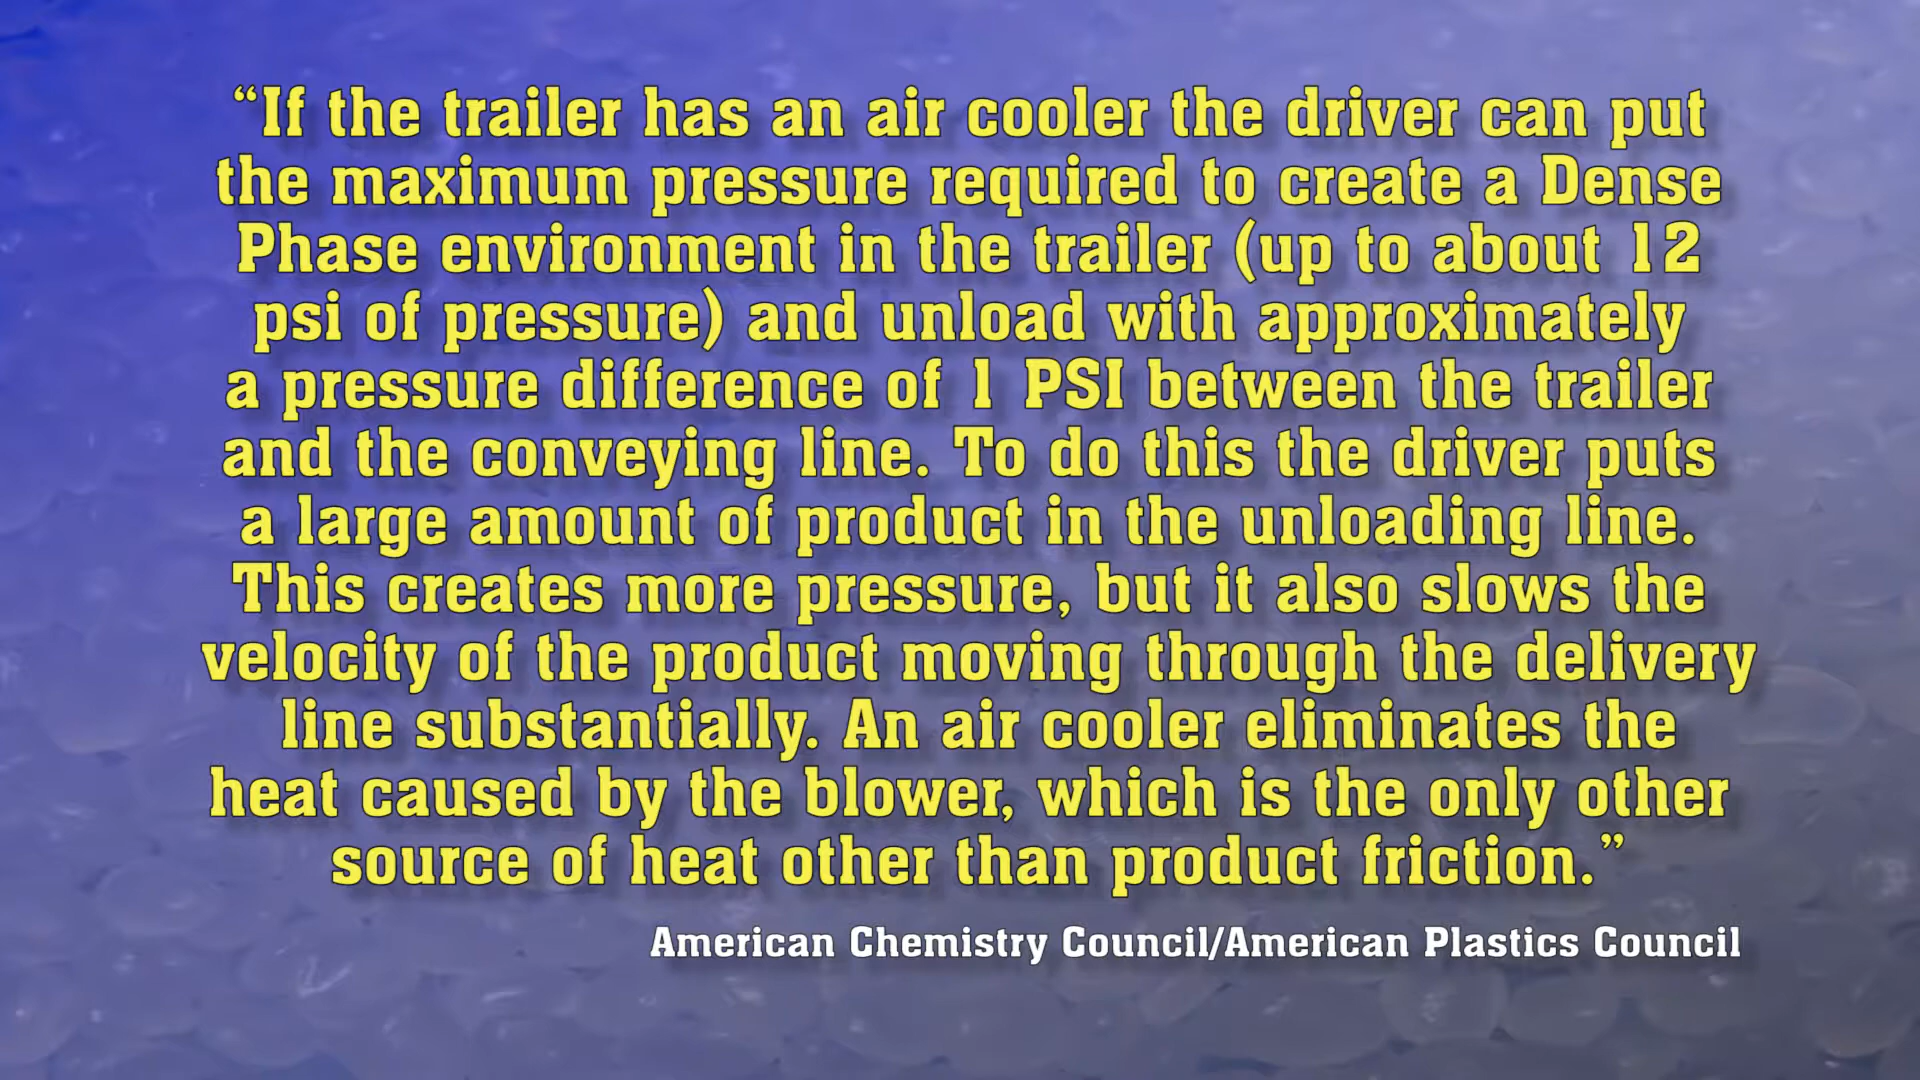 “If the trailer has an air cooler the driver can put
the maximum pressure required to create a Dense
Phase environment in the trailer (up to about 12
psi of pressure) and unload with approximately
a pressure difference of 1 PSI between the trailer
and the conveying line. To do this the driver puts
a large amount of product in the unloading line.
This creates more pressure, but it also slows the
velocity of the product moving through the delivery
line substantially. An air cooler eliminates the
heat caused by the blower, which is the only other
source of heat other than product friction.”
American Chemistry Council/American Plastics Council